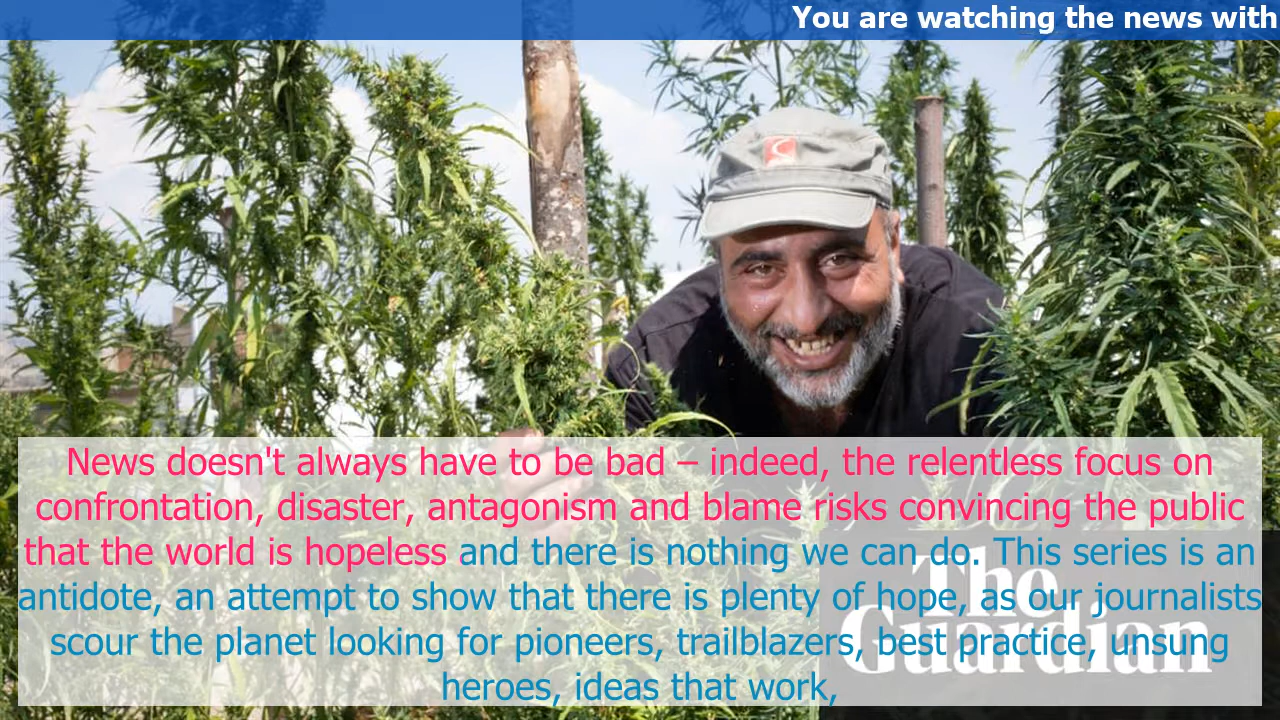 You are watching the news with
News doesn't always have to be bad – indeed, the relentless focus on
confrontation, disaster, antagonism and blame risks convincing the public
that the world is hopeless and there is nothing we can do. This series is an
antidote, an attempt to show that there is plenty of hope, as our journalists
scour the planet looking for pioneers, trailblazers, best practice, unsung
heroes, ideas that work,
The
Guardian